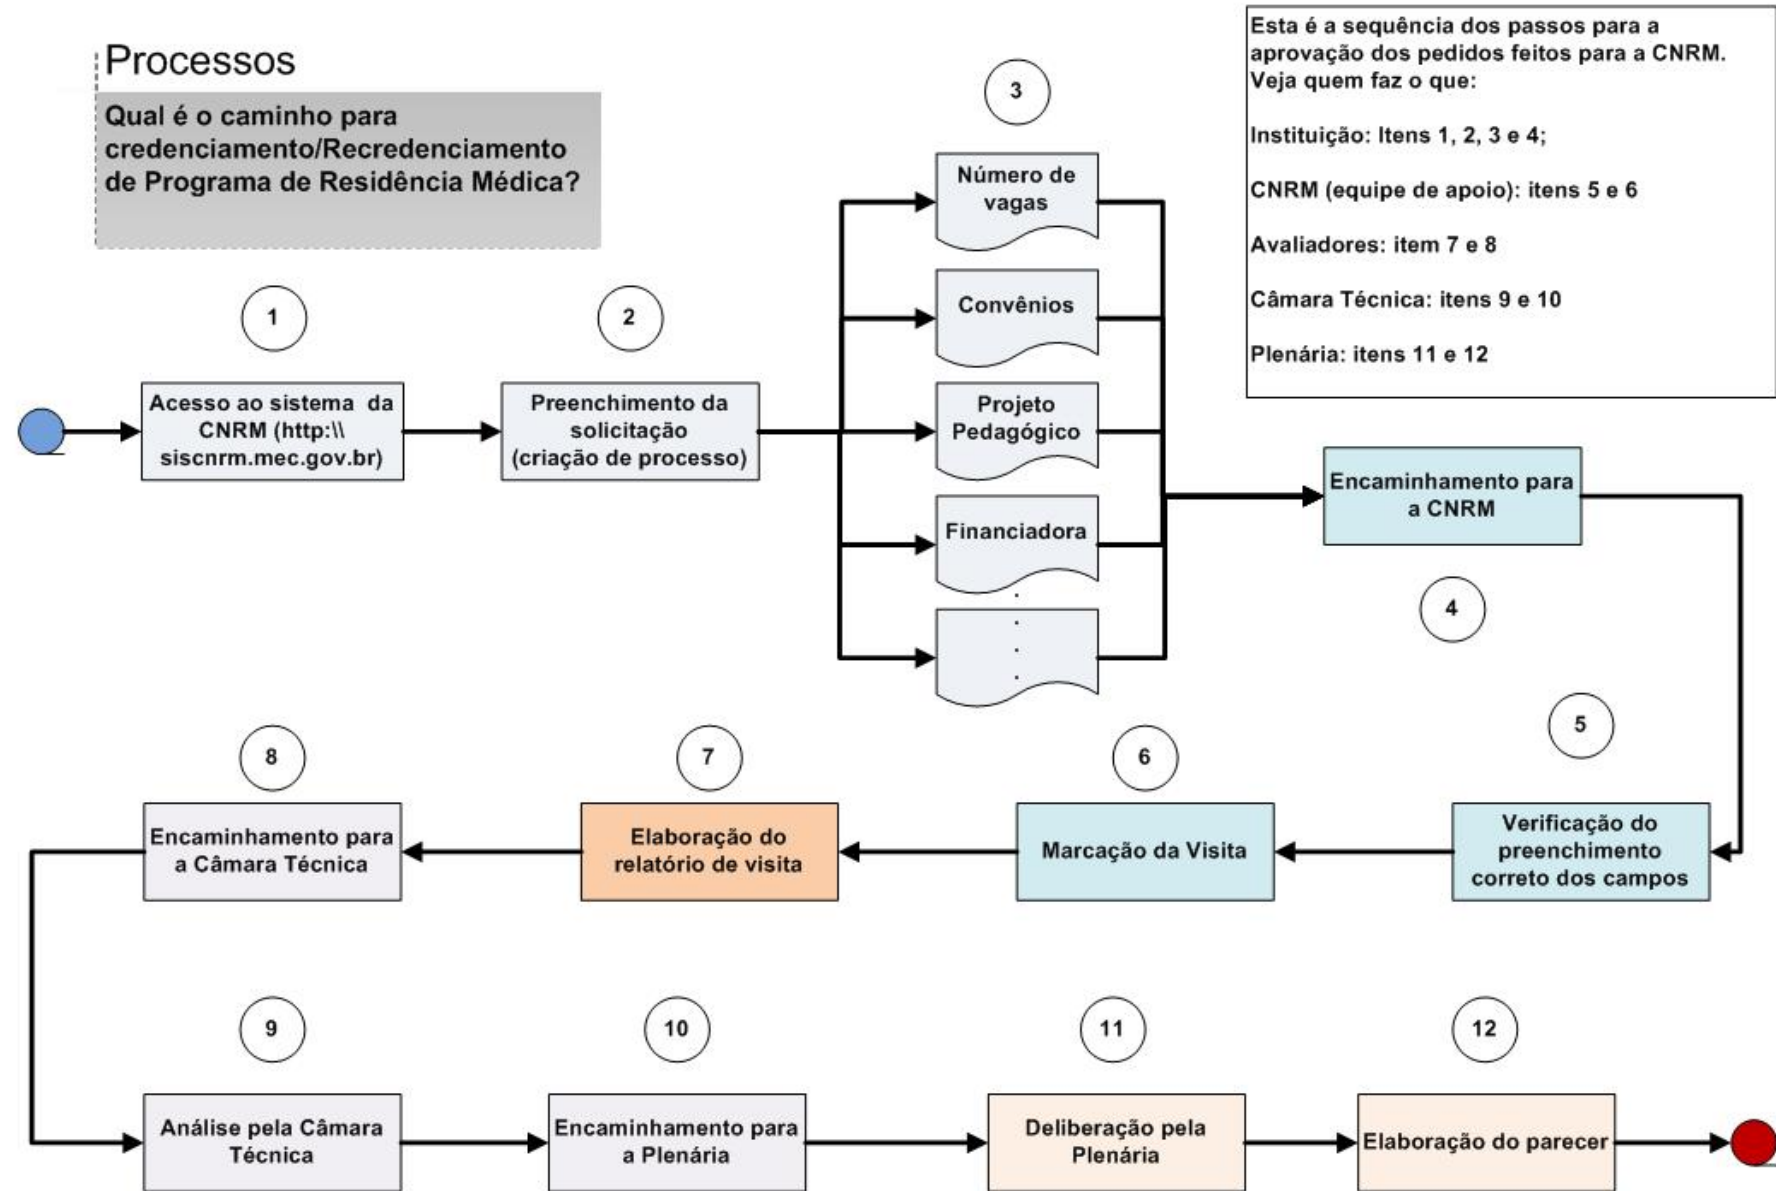 Processos
Qual é o caminho para
credenciamento/Recredenciamento
de Programa de Residência Médica?
Esta é a sequência dos passos para a
aprovação dos pedidos feitos para a CNRM.
Veja quem faz o que:
Instituição: Itens 1, 2, 3 e 4;
CNRM (equipe de apoio): itens 5 e 6
Avaliadores: item 7 e 8
Câmara Técnica: itens 9 e 10
Plenária: itens 11 e 12
1
Acesso ao sistema da
CNRM (http:\\
siscnrm.mec.gov.br)
2
Preenchimento da
solicitação
(criação de processo)
3
Número de
vagas
Convênios
Projeto
Pedagógico
Financiadora
.
.
.
.
Encaminhamento para
a CNRM
4
5
Verificação do
preenchimento
correto dos campos
6
Marcação da Visita
7
Elaboração do
relatório de visita
8
Encaminhamento para
a Câmara Técnica
9
Análise pela Câmara
Técnica
10
Encaminhamento para
a Plenária
11
Deliberação pela
Plenária
12
Elaboração do parecer